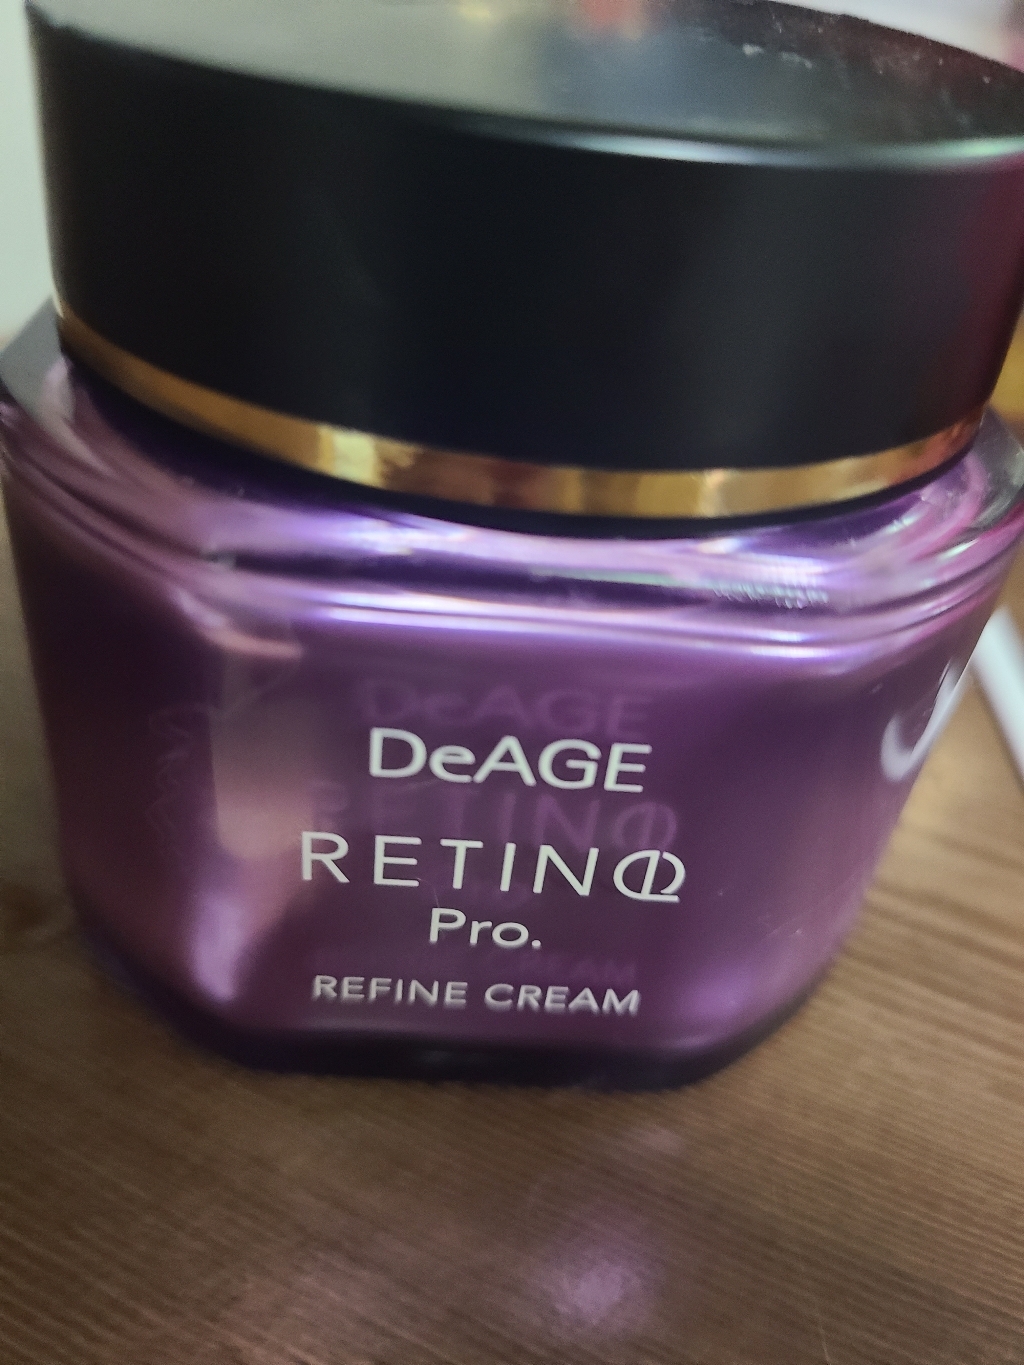 DeAGE
RETINOL
Pro.
REFINE CREAM